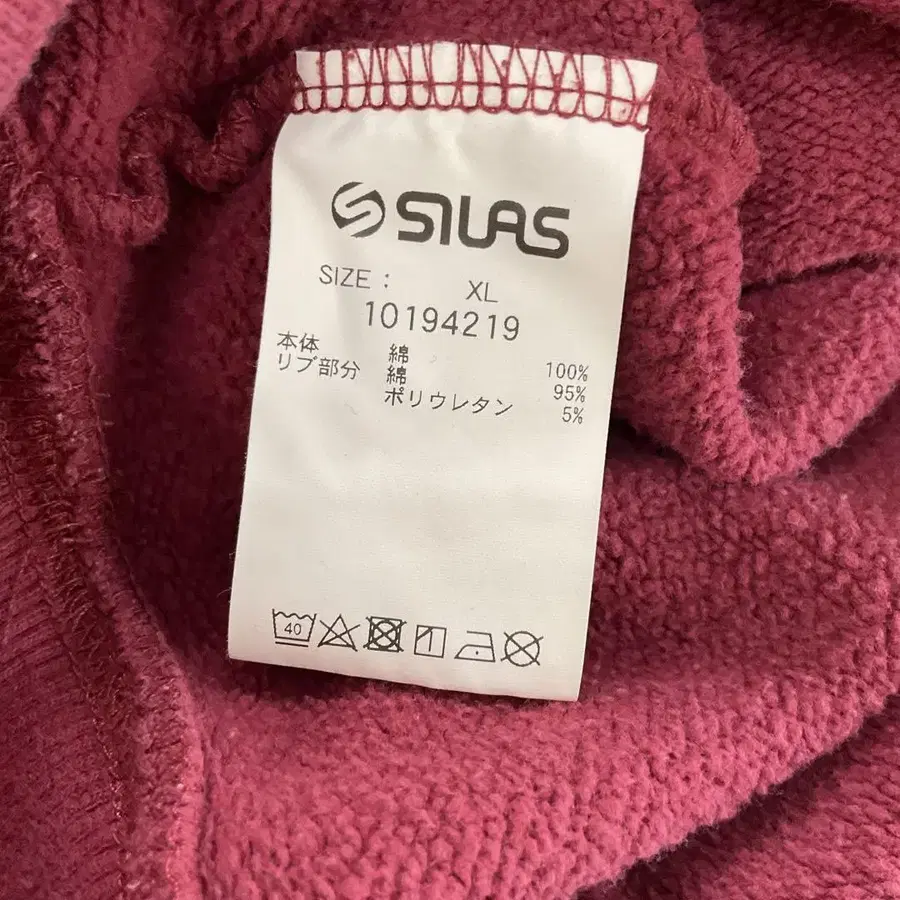 SILAS
SIZE : XL
10194219
本体 綿 100%
リブ部分 綿 95%
ポリウレタン 5%
40